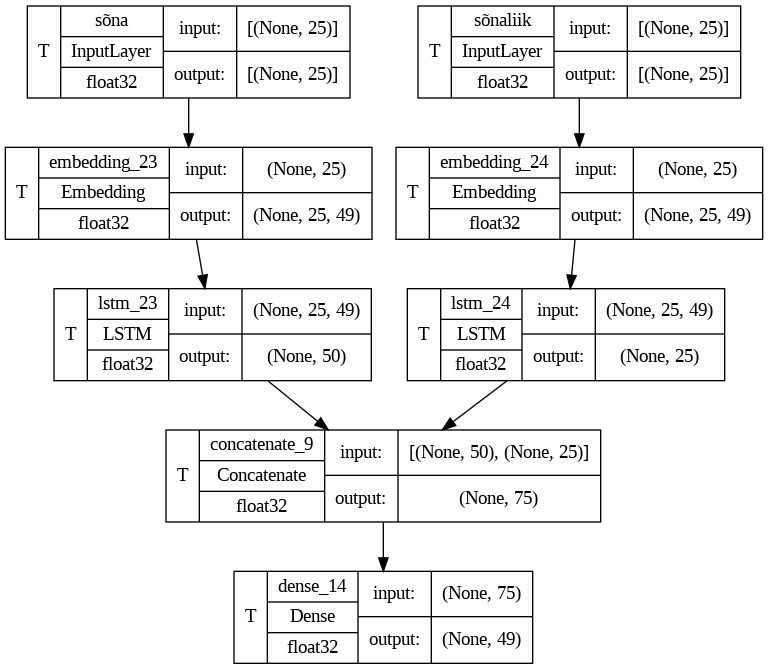 T sõna InputLayer float32 input: [(None, 25)] output: [(None, 25)]
T sõnaliik InputLayer float32 input: [(None, 25)] output: [(None, 25)]
T embedding_23 Embedding float32 input: (None, 25) output: (None, 25, 49)
T embedding_24 Embedding float32 input: (None, 25) output: (None, 25, 49)
T lstm_23 LSTM float32 input: (None, 25, 49) output: (None, 50)
T lstm_24 LSTM float32 input: (None, 25, 49) output: (None, 25)
T concatenate_9 Concatenate float32 input: [(None, 50), (None, 25)] output: (None, 75)
T dense_14 Dense float32 input: (None, 75) output: (None, 49)